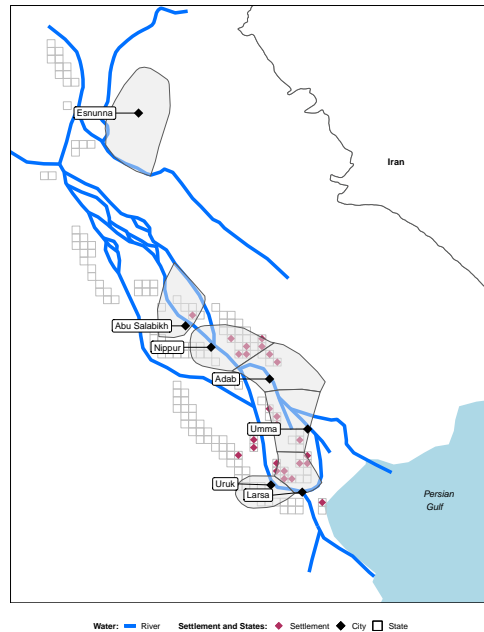 Esnunna
Iran
Abu Salabikh
Nippur
Adab
Umma
Uruk
Larsa
Persian
Gulf
Water: River Settlement and States: Settlement City State